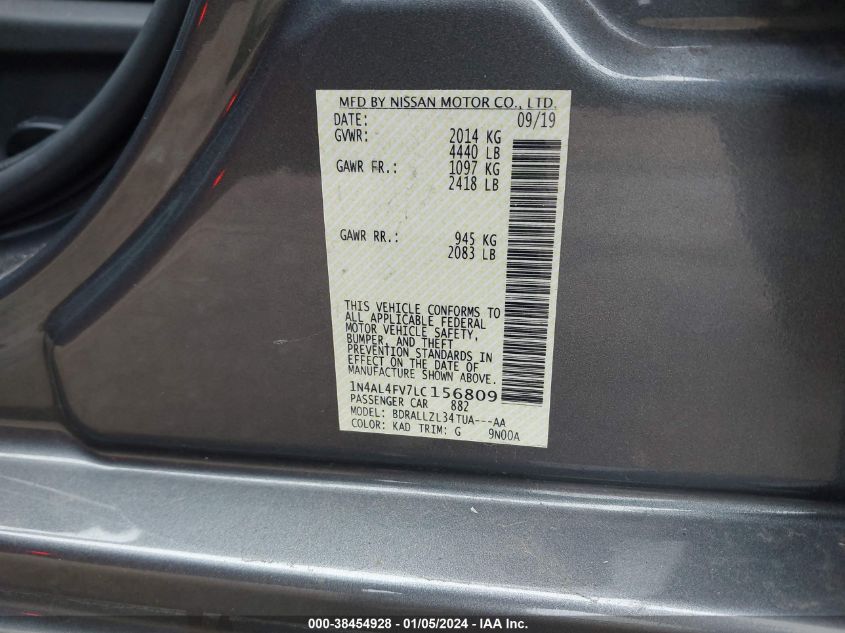 MFD BY NISSAN MOTOR CO., LTD.
DATE: 09/19
GVWR: 2014 KG
4440 LB
GAWR FR.: 1097 KG
2418 LB
GAWR RR.: 945 KG
2083 LB
THIS VEHICLE CONFORMS TO
ALL APPLICABLE FEDERAL
MOTOR VEHICLE SAFETY,
BUMPER, AND THEFT
PREVENTION STANDARDS IN
EFFECT ON THE DATE OF
MANUFACTURE SHOWN ABOVE.
1N4AL4FV7LC156809
PASSENGER CAR 882
MODEL: BDRALLZL34TUA---AA
COLOR: KAD TRIM: G 9N00A
000-38454928 - 01/05/2024 - IAA Inc.